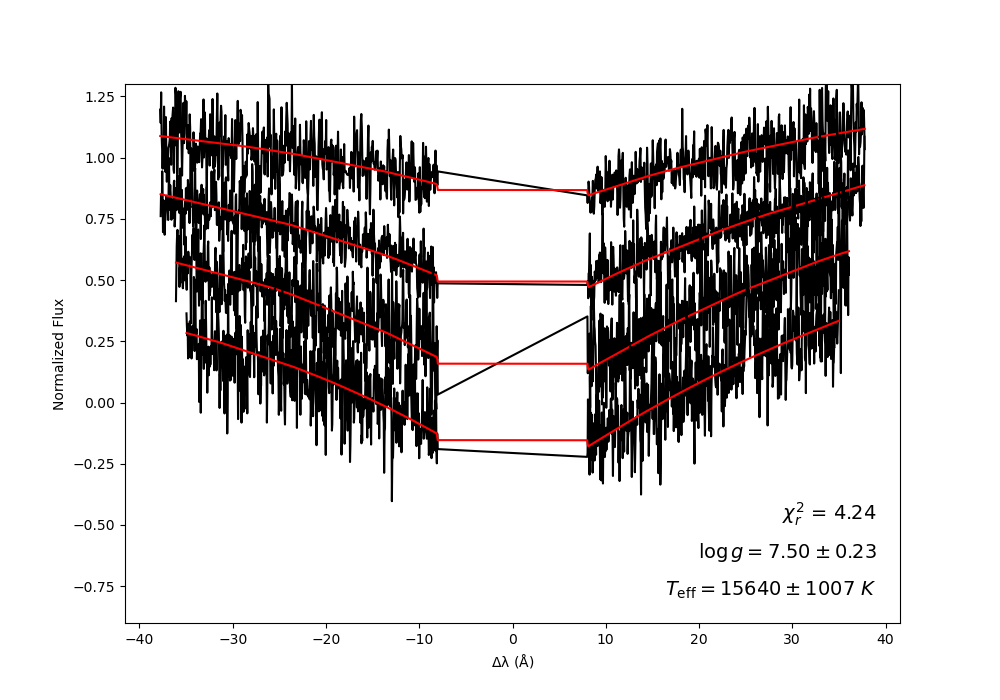 1.25
1.00
0.75
0.50
0.25
0.00
−0.25
−0.50
−0.75
Normalized Flux
χ_r^2 = 4.24
log g = 7.50 ± 0.23
T_eff = 15640 ± 1007 K
−40 −30 −20 −10 0 10 20 30 40
Δλ (Å)